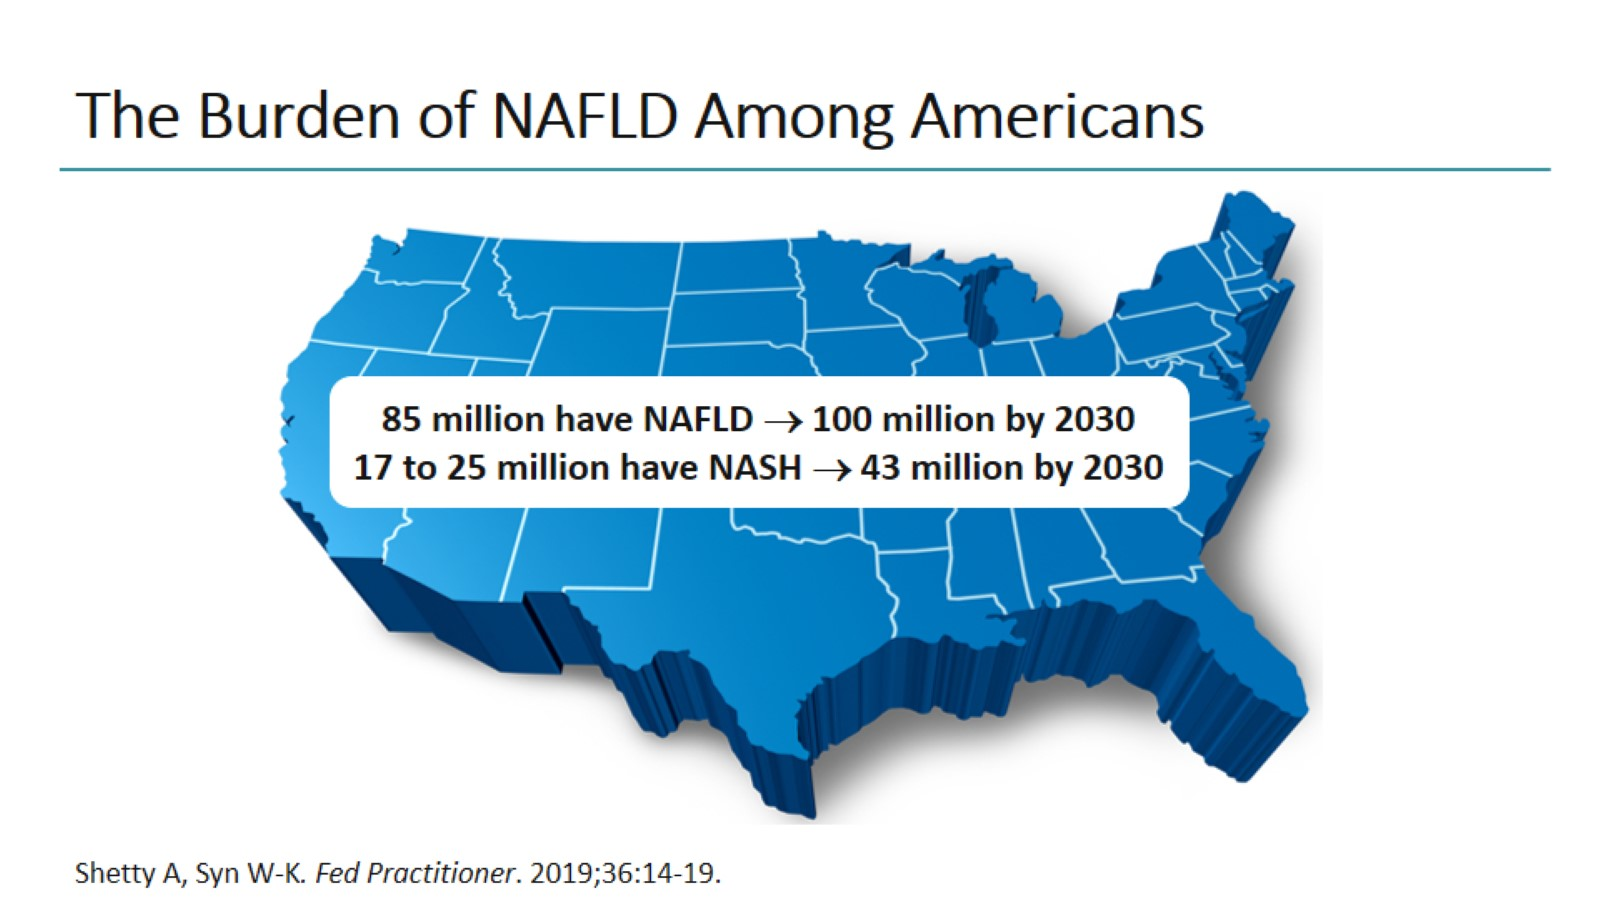 The Burden of NAFLD Among Americans
85 million have NAFLD → 100 million by 2030
17 to 25 million have NASH → 43 million by 2030
Shetty A, Syn W-K. Fed Practitioner. 2019;36:14-19.